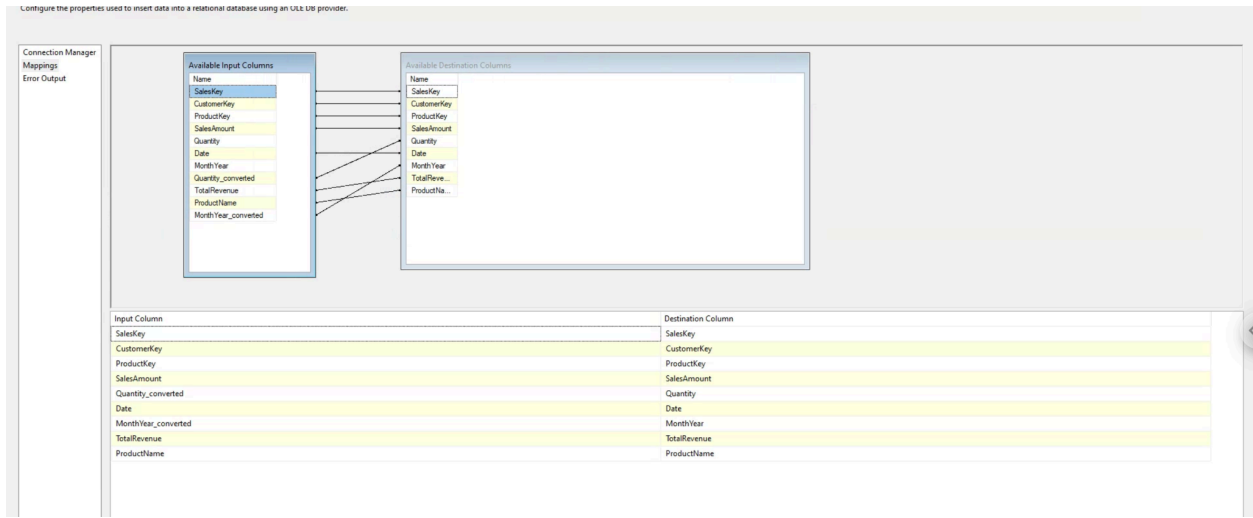 Configure the properties used to insert data into a relational database using an OLE DB provider.
Connection Manager
Mappings
Error Output
Available Input Columns
Name
SalesKey
CustomerKey
ProductKey
SalesAmount
Quantity
Date
MonthYear
Quantity_converted
TotalRevenue
ProductName
MonthYear_converted
Available Destination Columns
Name
SalesKey
CustomerKey
ProductKey
SalesAmount
Quantity
Date
MonthYear
TotalReve...
ProductNa...
Input Column Destination Column
SalesKey SalesKey
CustomerKey CustomerKey
ProductKey ProductKey
SalesAmount SalesAmount
Quantity_converted Quantity
Date Date
MonthYear_converted MonthYear
TotalRevenue TotalRevenue
ProductName ProductName